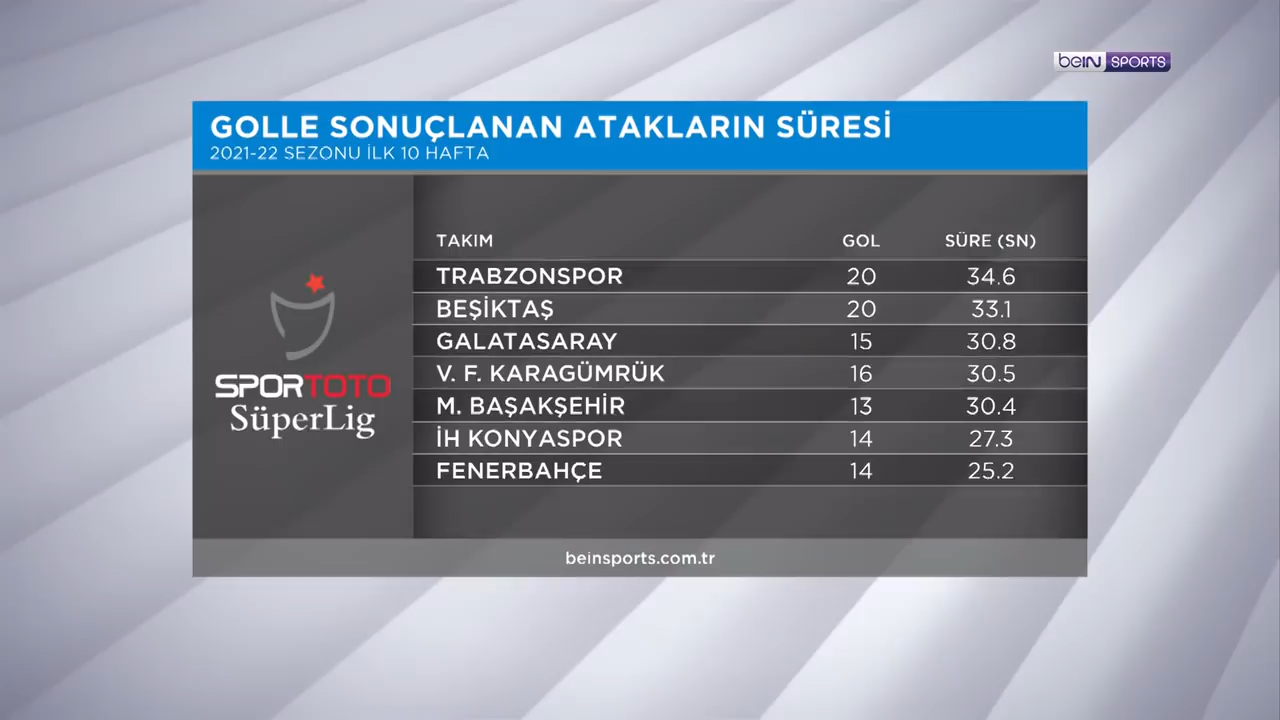 beIN SPORTS
GOLLE SONUÇLANAN ATAKLARIN SÜRESİ
2021-22 SEZONU İLK 10 HAFTA
TAKIM GOL SÜRE (SN)
TRABZONSPOR 20 34.6
BEŞİKTAŞ 20 33.1
GALATASARAY 15 30.8
V. F. KARAGÜMRÜK 16 30.5
M. BAŞAKŞEHİR 13 30.4
İH KONYASPOR 14 27.3
FENERBAHÇE 14 25.2
SPORTOTO
SüperLig
beinsports.com.tr